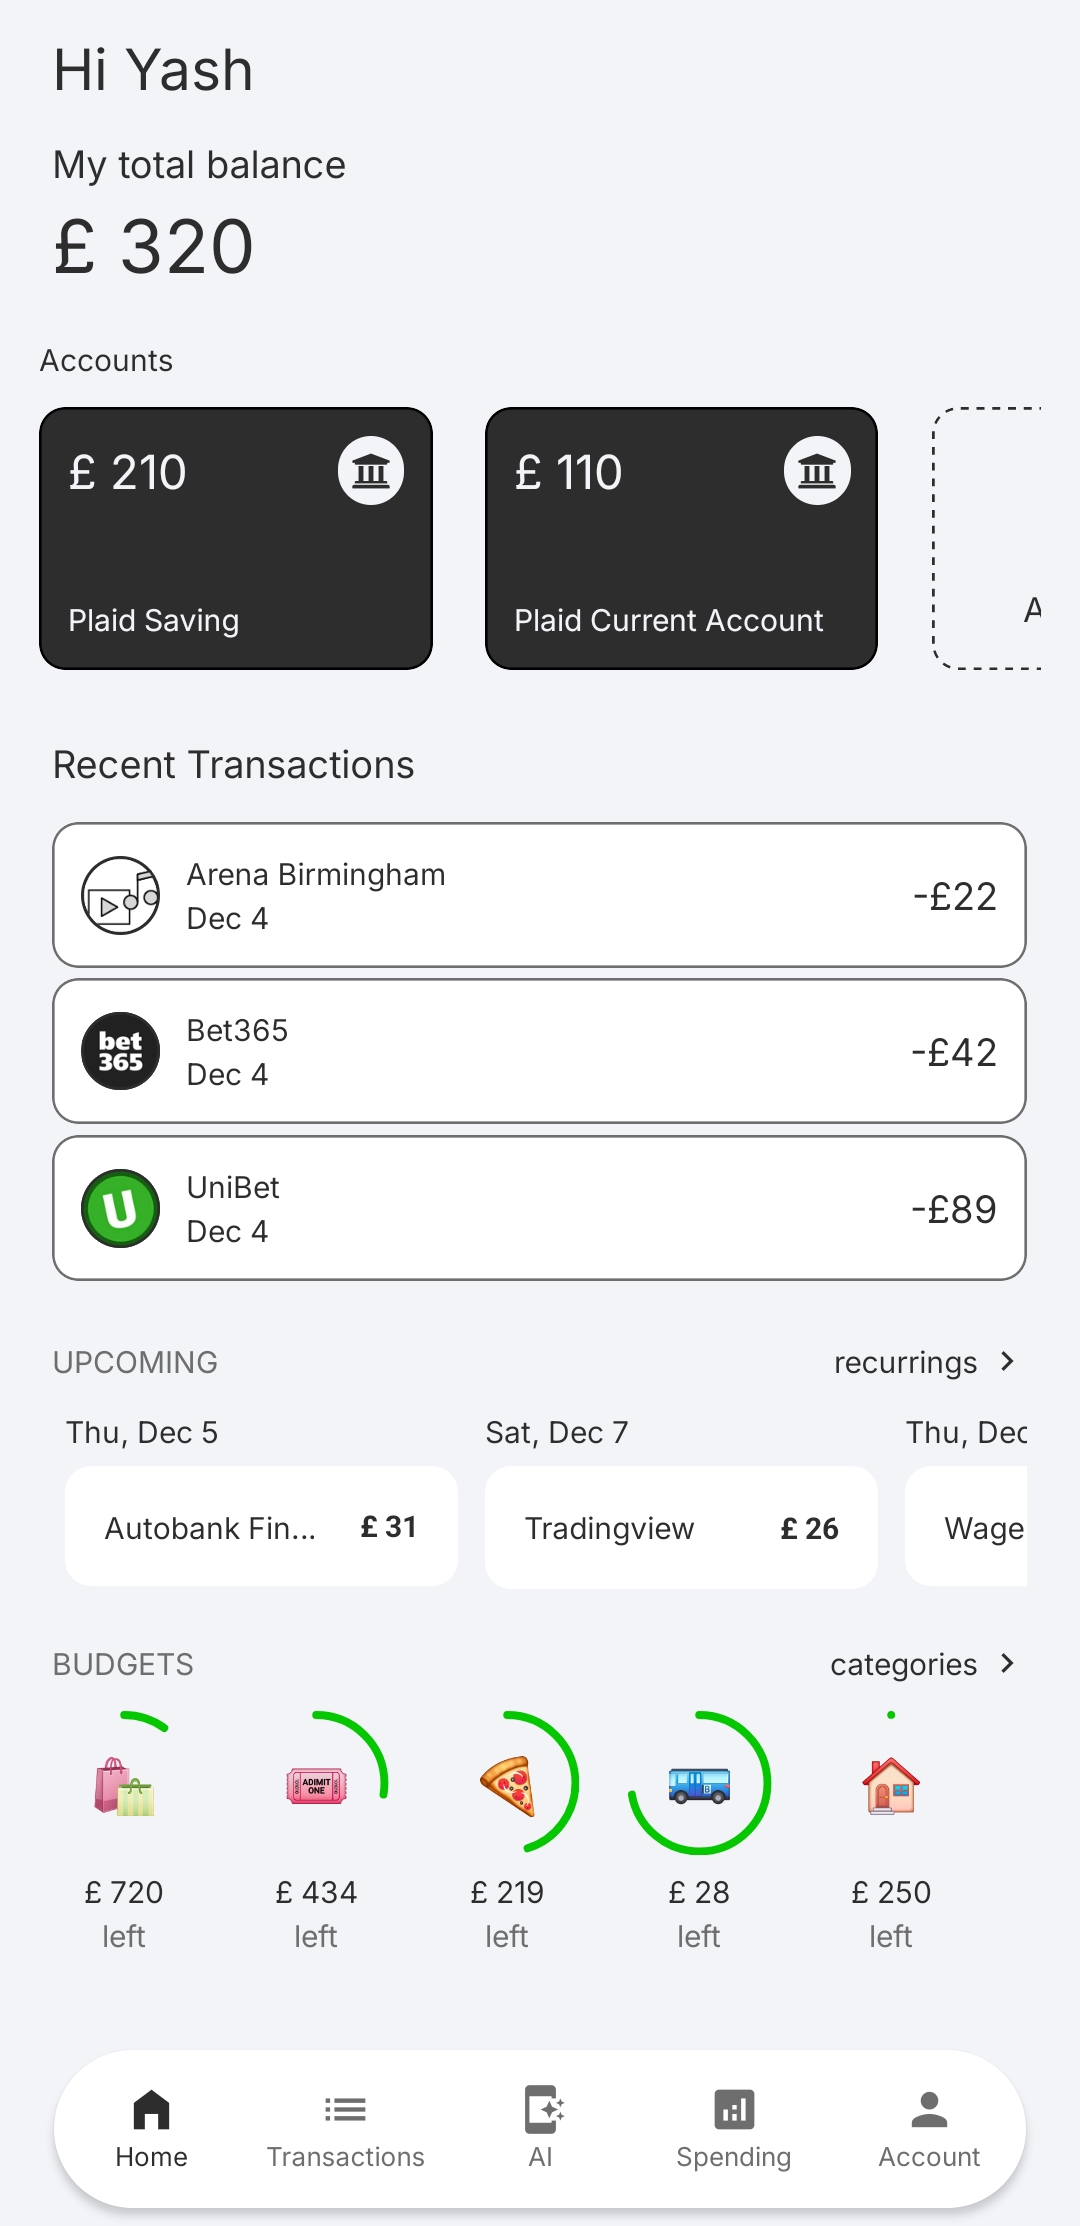 Hi Yash
My total balance
£ 320
Accounts
£ 210
Plaid Saving
£ 110
Plaid Current Account
A
Recent Transactions
Arena Birmingham
Dec 4
-£22
bet
365
Bet365
Dec 4
-£42
U
UniBet
Dec 4
-£89
UPCOMING
recurrings
Thu, Dec 5
Autobank Fin...
£ 31
Sat, Dec 7
Tradingview
£ 26
Thu, Dec
Wage
BUDGETS
categories
ADIMIT
ONE
B
£ 720
left
£ 434
left
£ 219
left
£ 28
left
£ 250
left
Home
Transactions
AI
Spending
Account